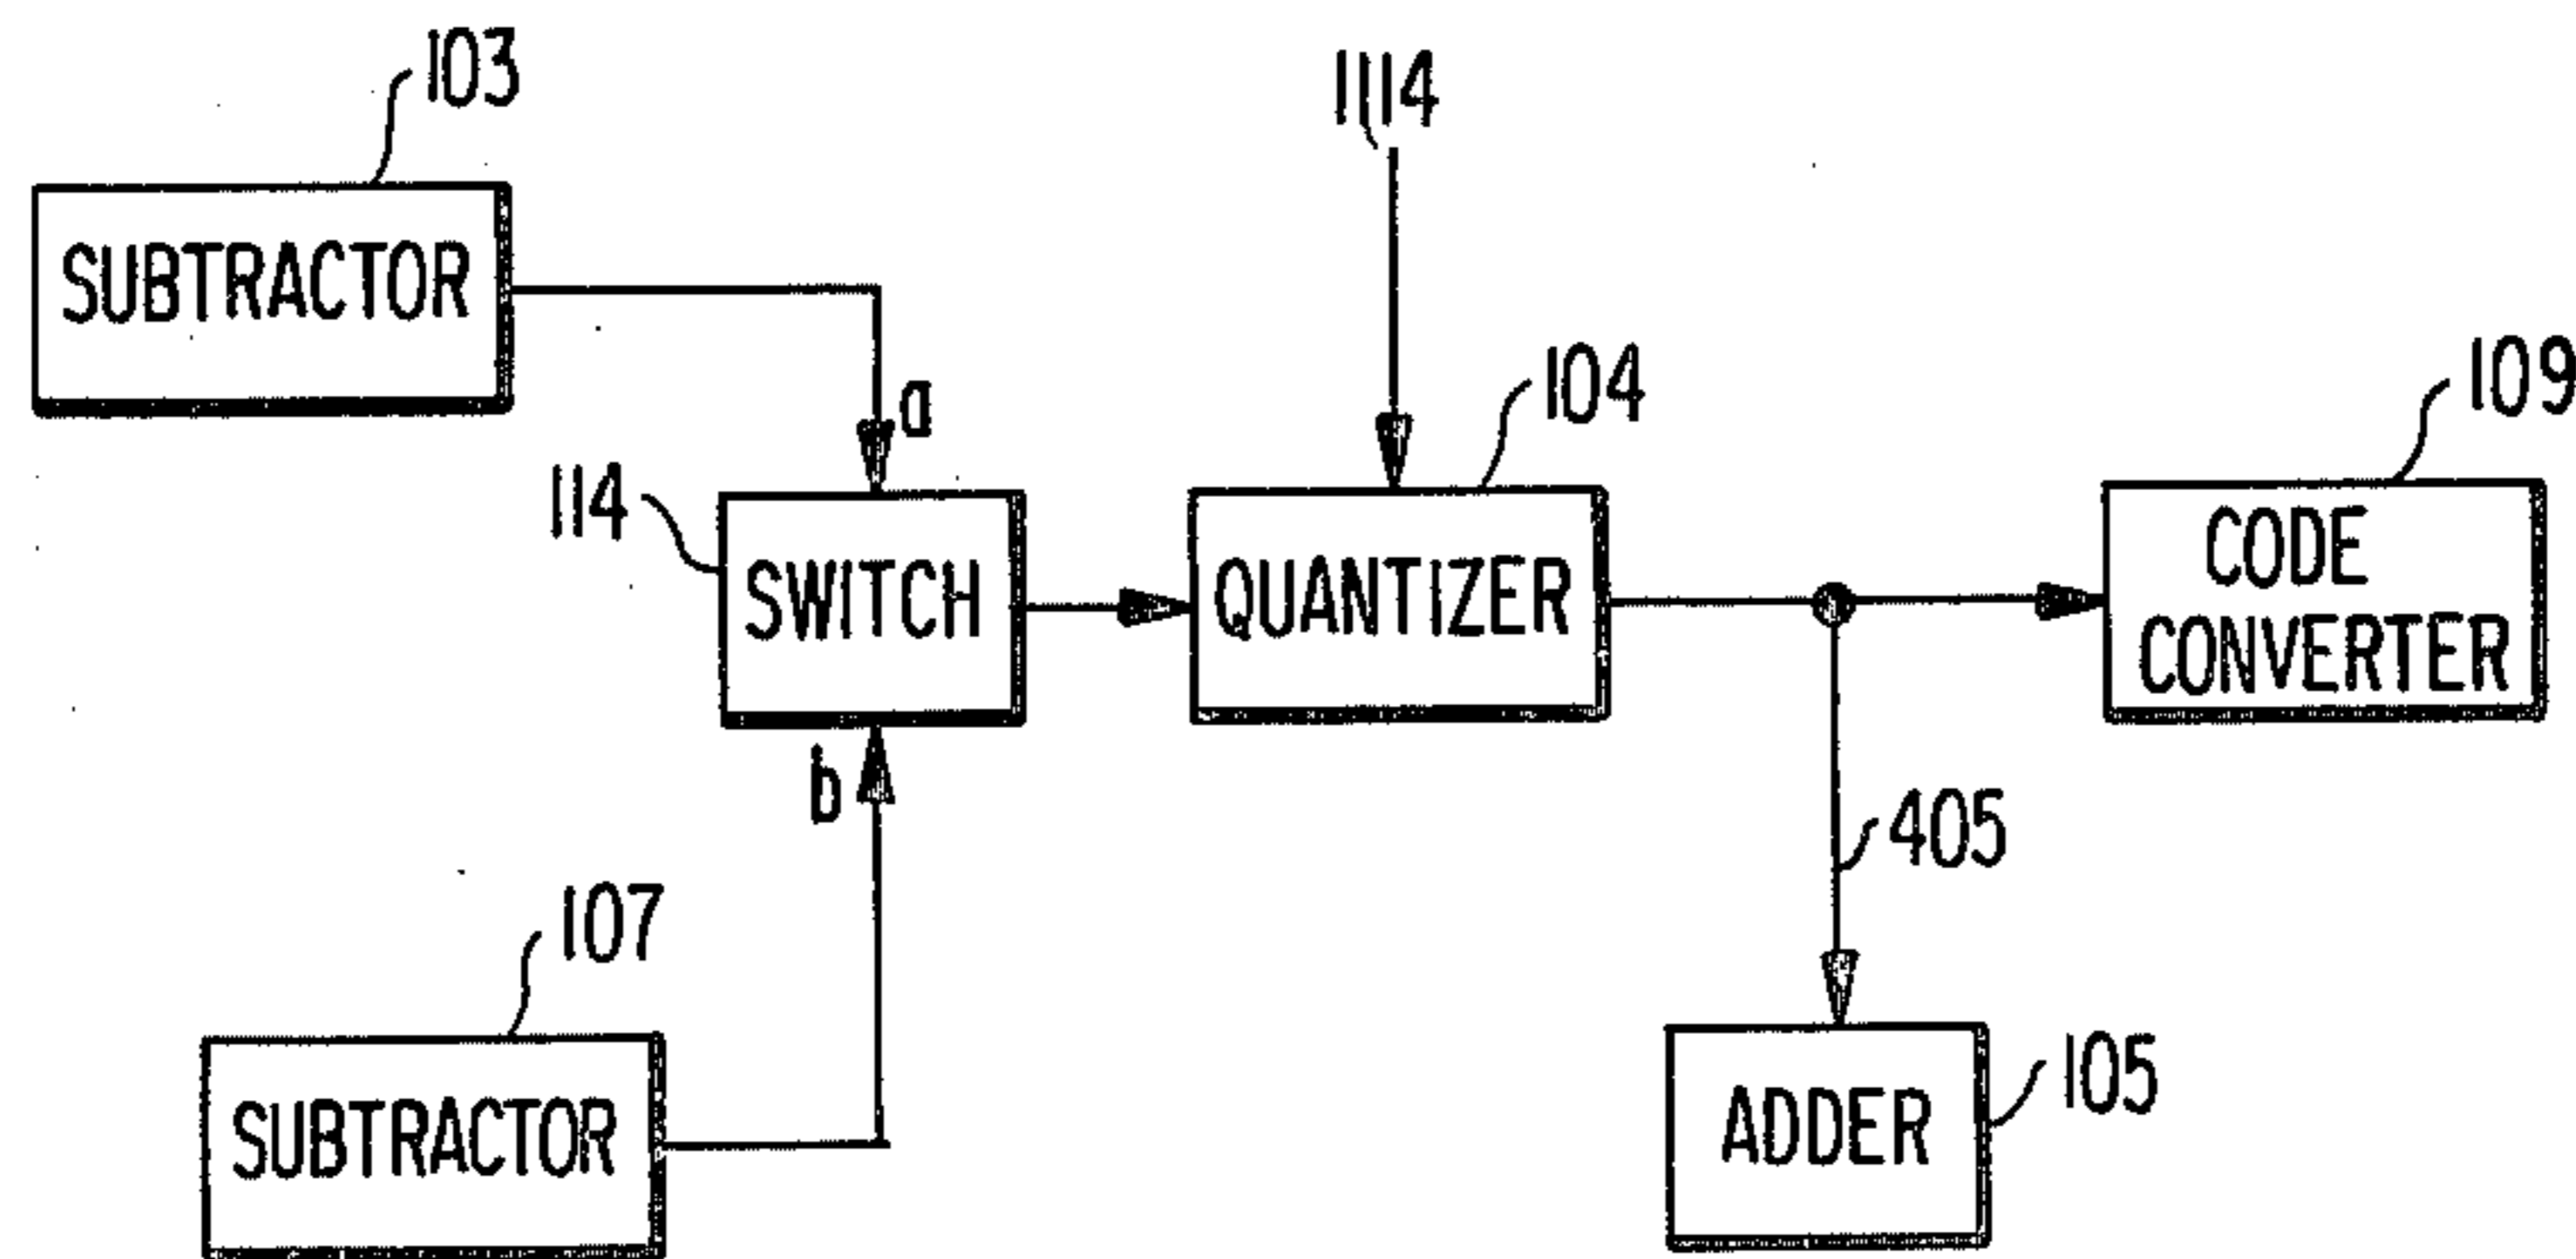 103
1114
SUBTRACTOR
104
109
a
114
SWITCH
QUANTIZER
CODE
CONVERTER
b
405
107
105
SUBTRACTOR
ADDER